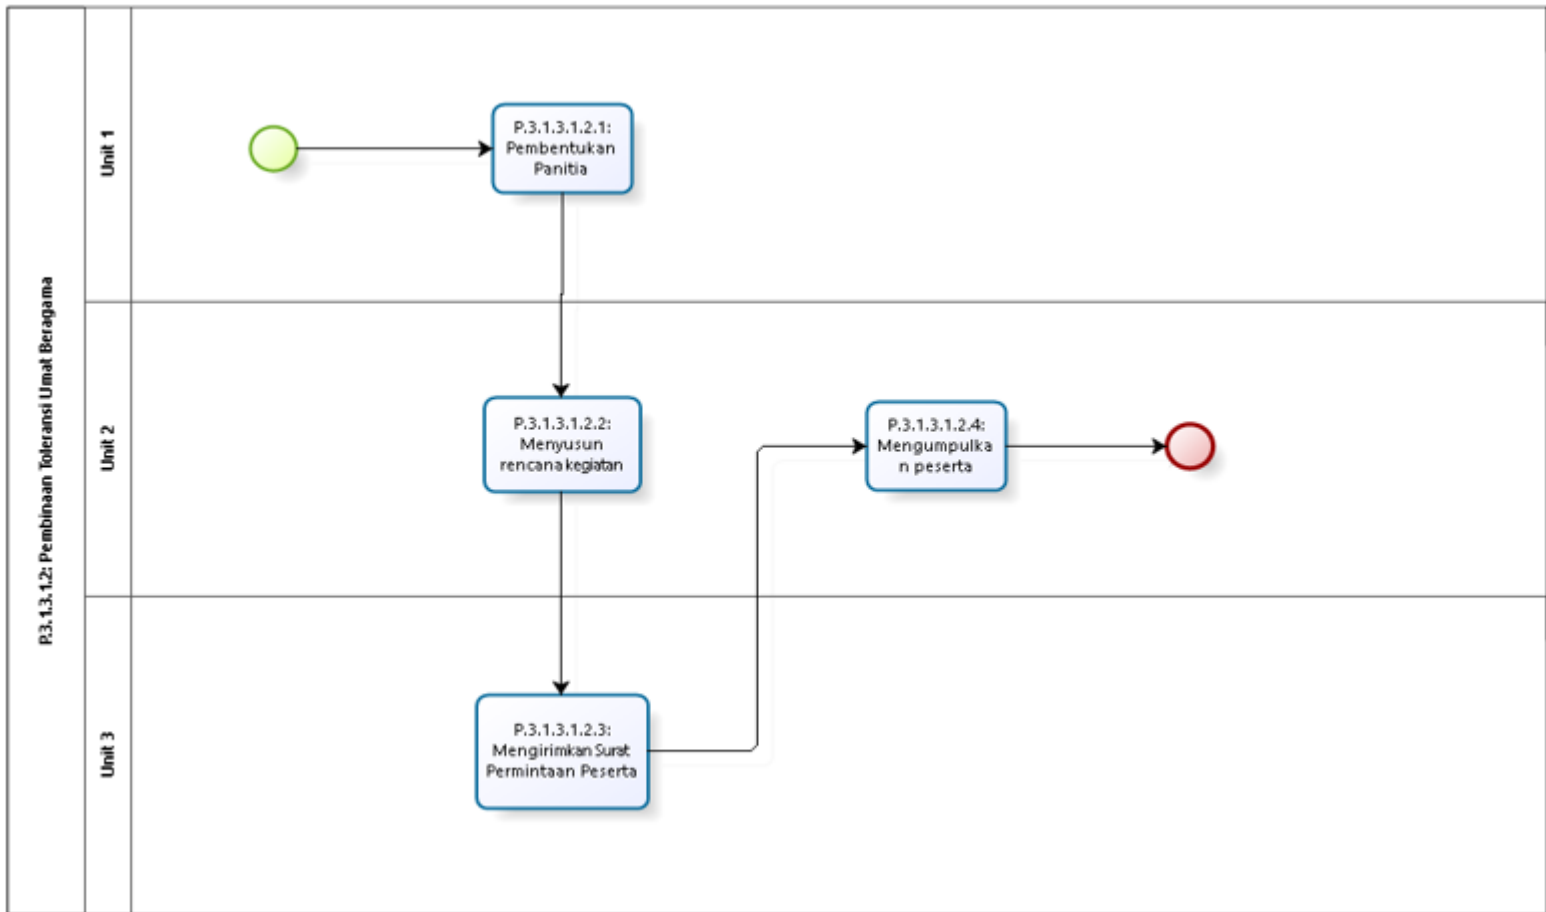 P.3.1.3.1.2: Pembinaan Toleransi Umat Beragama
Unit 1
P.3.1.3.1.2.1:
Pembentukan
Panitia
Unit 2
P.3.1.3.1.2.2:
Menyusun
rencana kegiatan
P.3.1.3.1.2.4:
Mengumpulka
n peserta
Unit 3
P.3.1.3.1.2.3:
Mengirimkan Surat
Permintaan Peserta